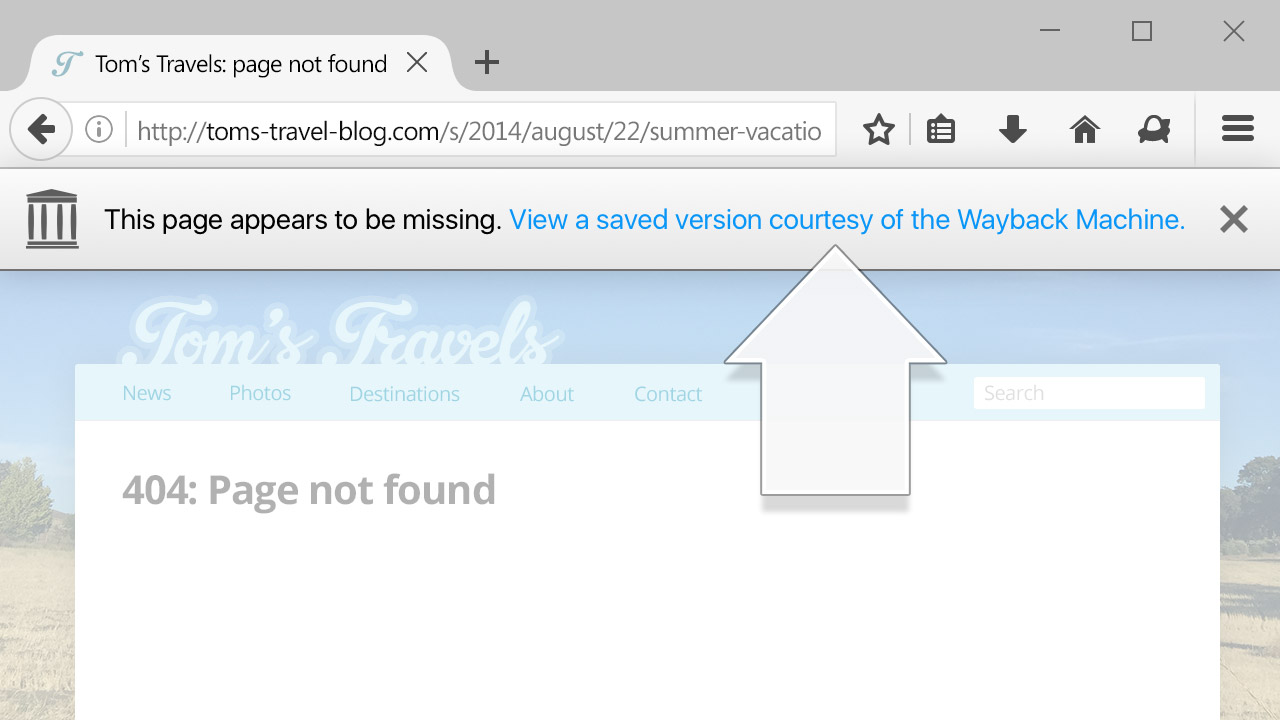 Tom's Travels: page not found
http://toms-travel-blog.com/s/2014/august/22/summer-vacatio
This page appears to be missing. View a saved version courtesy of the Wayback Machine.
Tom's Travels
News Photos Destinations About Contact Search
404: Page not found